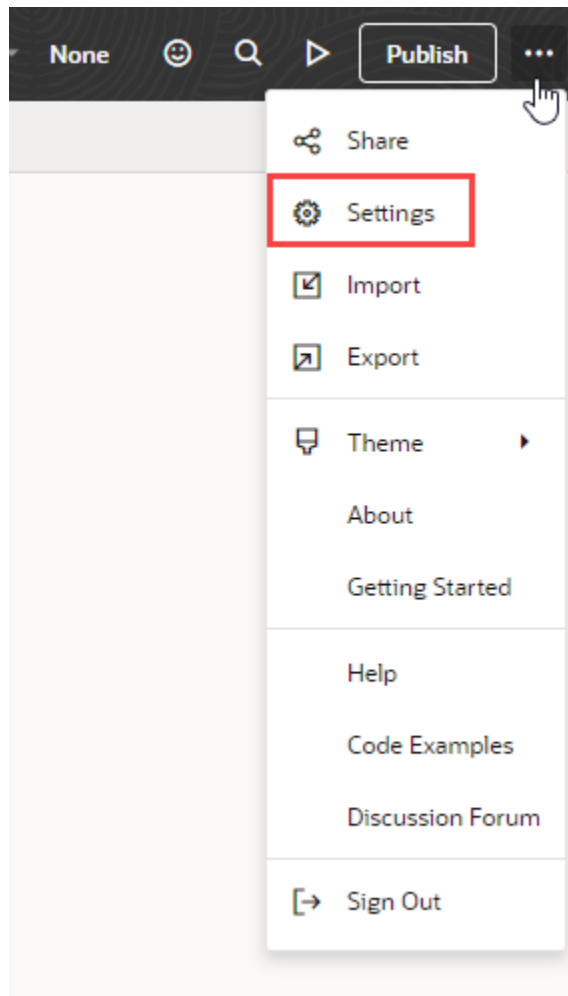 None
Publish
Share
Settings
Import
Export
Theme
About
Getting Started
Help
Code Examples
Discussion Forum
Sign Out